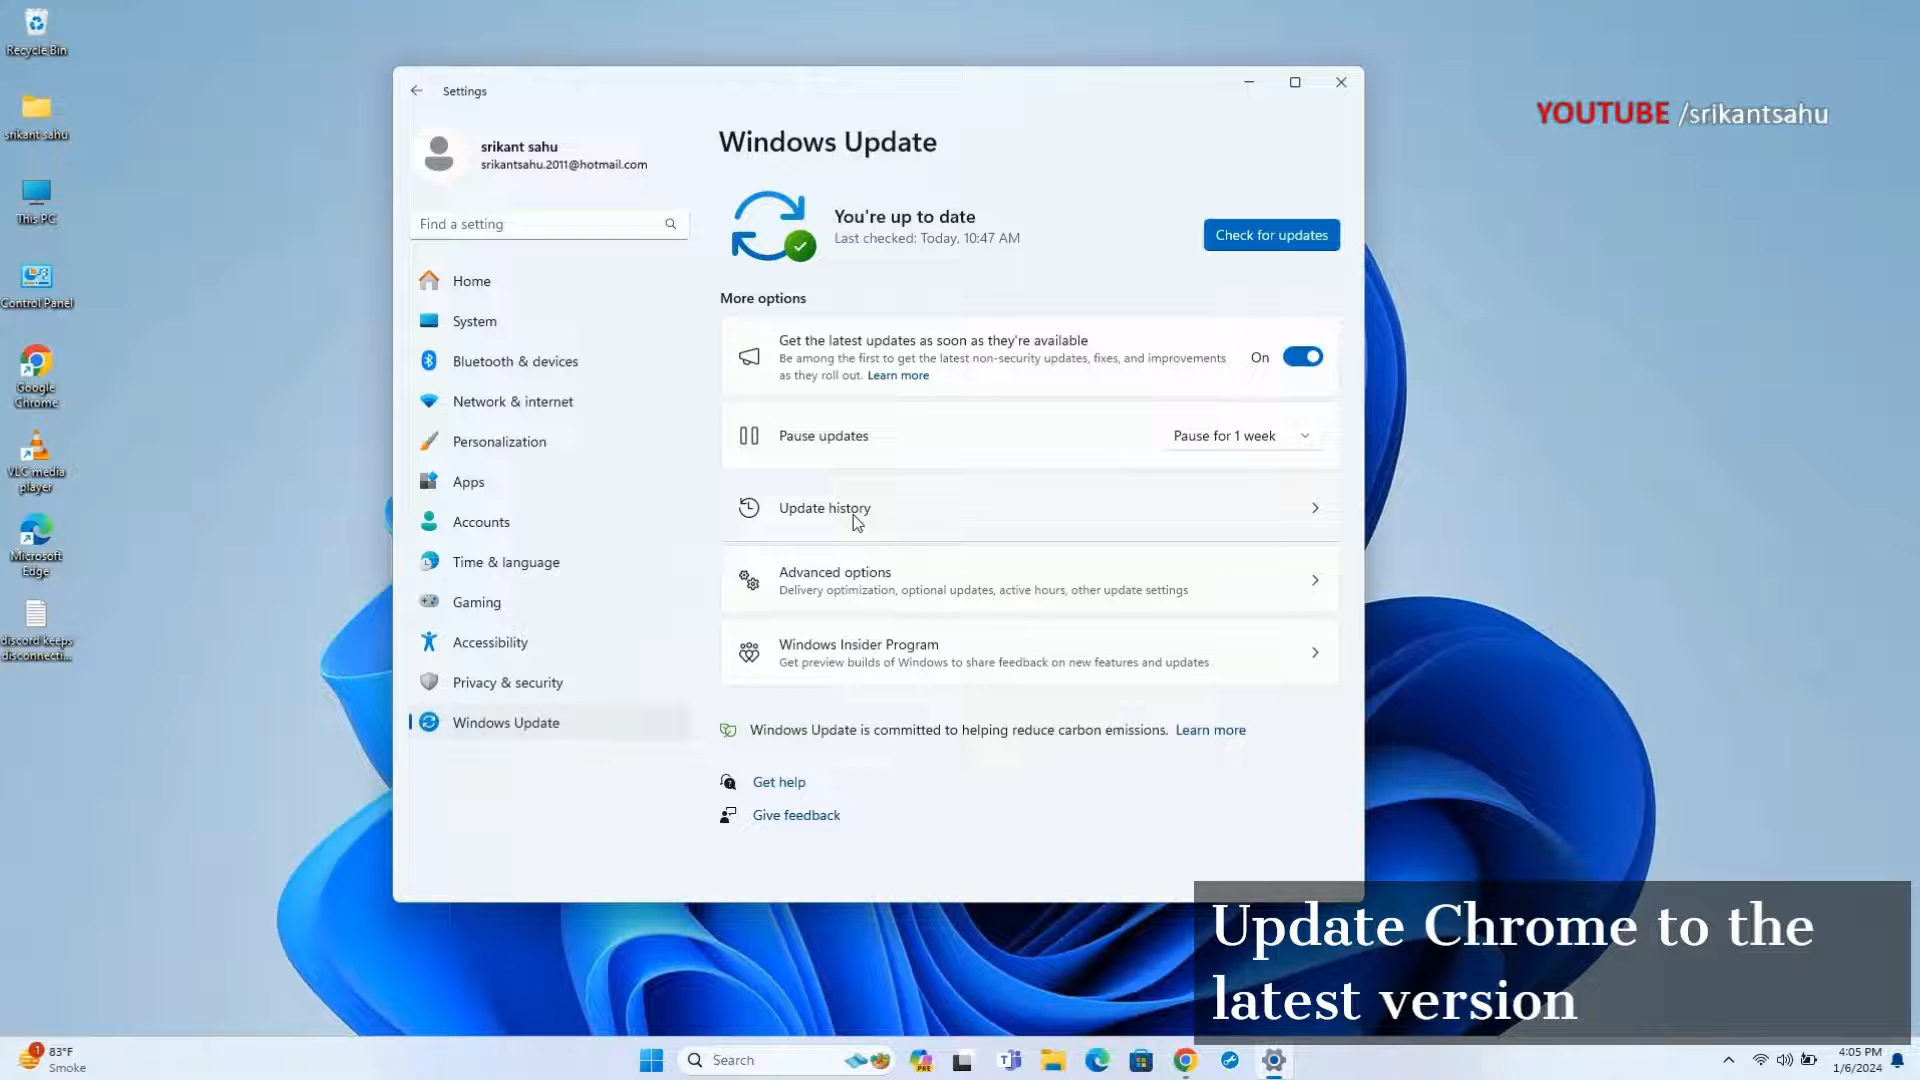 Recycle Bin
srikant sahu
This PC
Control Panel
Google
Chrome
VLC media
player
Microsoft
Edge
discord keeps
disconnecti...
Settings
srikant sahu
srikantsahu.2011@hotmail.com
Find a setting
Home
System
Bluetooth & devices
Network & internet
Personalization
Apps
Accounts
Time & language
Gaming
Accessibility
Privacy & security
Windows Update
Windows Update
You're up to date
Last checked: Today, 10:47 AM
Check for updates
More options
Get the latest updates as soon as they're available
Be among the first to get the latest non-security updates, fixes, and improvements
as they roll out. Learn more
On
Pause updates
Pause for 1 week
Update history
Advanced options
Delivery optimization, optional updates, active hours, other update settings
Windows Insider Program
Get preview builds of Windows to share feedback on new features and updates
Windows Update is committed to helping reduce carbon emissions. Learn more
Get help
Give feedback
YOUTUBE /srikantsahu
Update Chrome to the
latest version
1
83°F
Smoke
Search
PRE
4:05 PM
1/6/2024